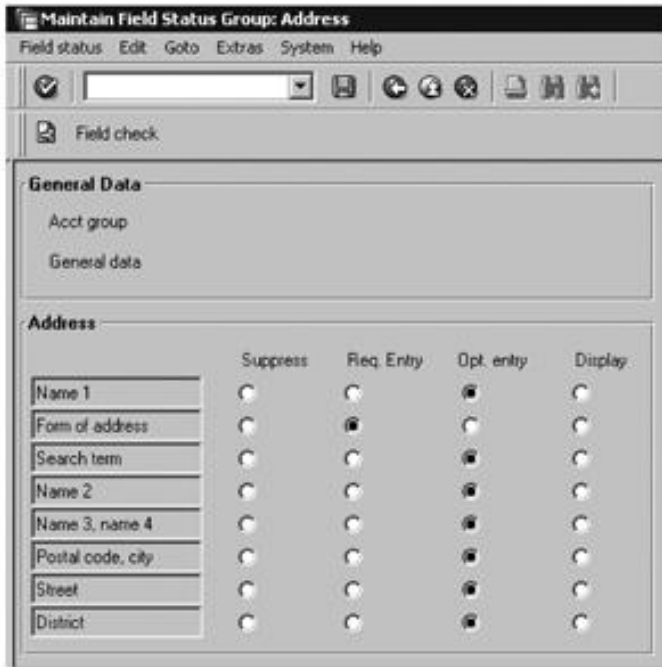 Maintain Field Status Group: Address
Field status Edit Goto Extras System Help
Field check
General Data
Acct group
General data
Address
Suppress Req. Entry Opt. entry Display
Name 1
Form of address
Search term
Name 2
Name 3, name 4
Postal code, city
Street
District